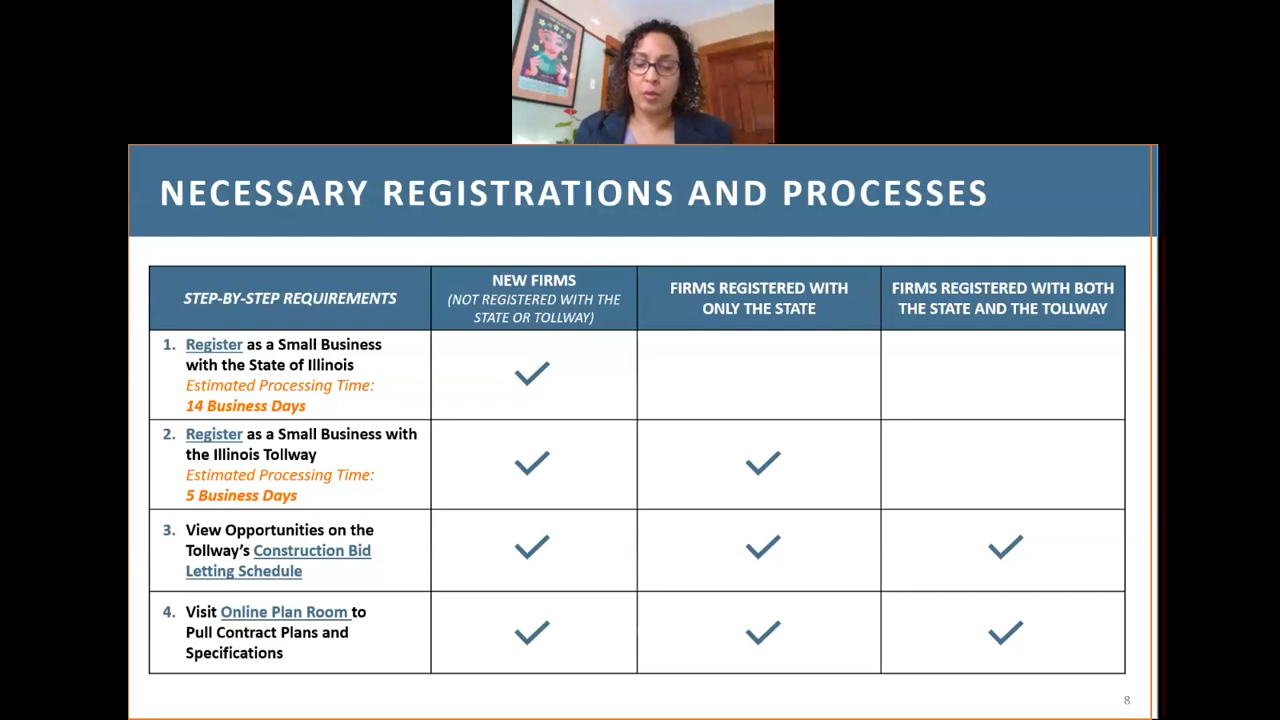 NECESSARY REGISTRATIONS AND PROCESSES
STEP-BY-STEP REQUIREMENTS
NEW FIRMS
(NOT REGISTERED WITH THE
STATE OR TOLLWAY)
FIRMS REGISTERED WITH
ONLY THE STATE
FIRMS REGISTERED WITH BOTH
THE STATE AND THE TOLLWAY
1. Register as a Small Business
with the State of Illinois
Estimated Processing Time:
14 Business Days
2. Register as a Small Business with
the Illinois Tollway
Estimated Processing Time:
5 Business Days
3. View Opportunities on the
Tollway’s Construction Bid
Letting Schedule
4. Visit Online Plan Room to
Pull Contract Plans and
Specifications
8